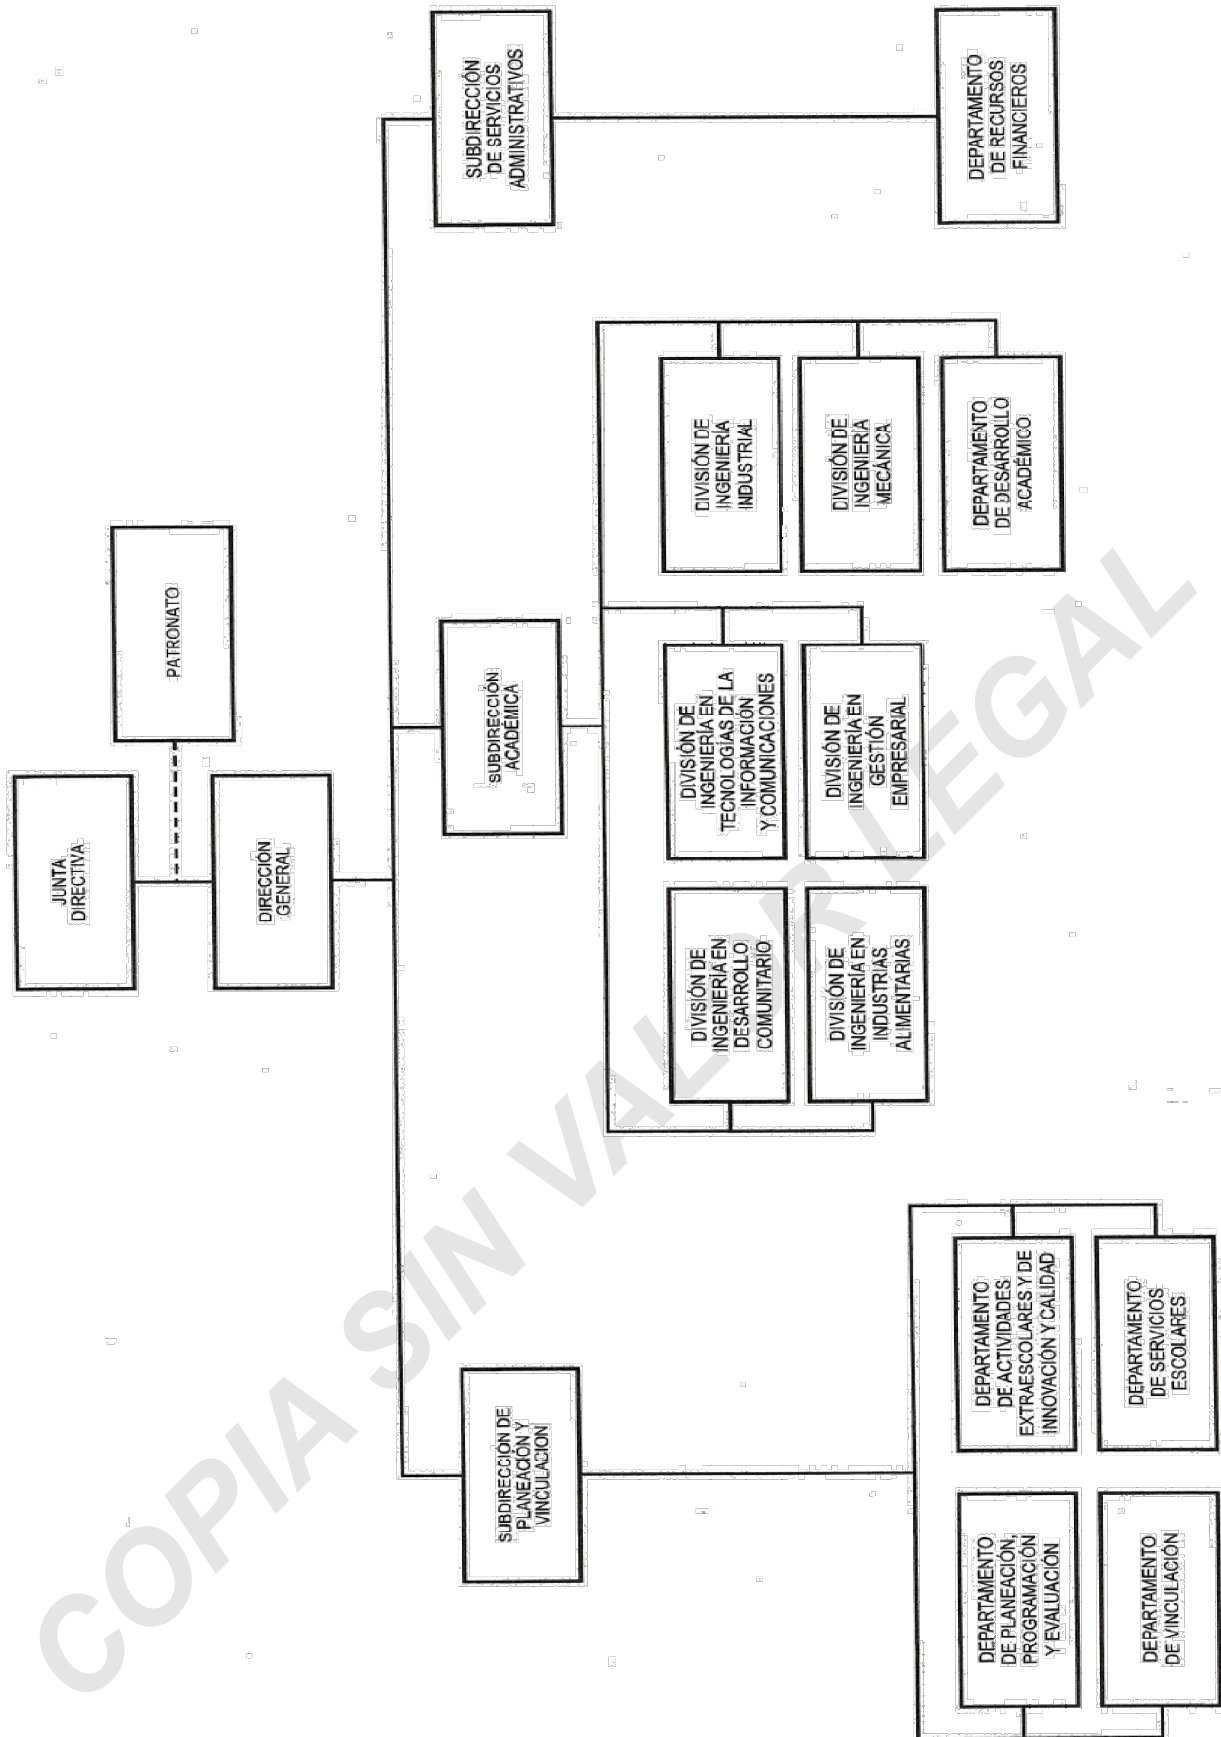 JUNTA
DIRECTIVA
PATRONATO
DIRECCIÓN
GENERAL
SUBDIRECCIÓN DE
PLANEACIÓN Y
VINCULACION
SUBDIRECCIÓN
ACADÉMICA
SUBDIRECCIÓN
DE SERVICIOS
ADMINISTRATIVOS
DEPARTAMENTO
DE PLANEACIÓN,
PROGRAMACIÓN
Y EVALUACIÓN
DEPARTAMENTO
DE ACTIVIDADES
EXTRAESCOLARES Y DE
INNOVACIÓN Y CALIDAD
DEPARTAMENTO
DE VINCULACIÓN
DEPARTAMENTO
DE SERVICIOS
ESCOLARES
DIVISIÓN DE
INGENIERÍA EN
DESARROLLO
COMUNITARIO
DIVISIÓN DE
INGENIERÍA EN
TECNOLOGÍAS DE LA
INFORMACIÓN
Y COMUNICACIONES
DIVISIÓN DE
INGENIERÍA
INDUSTRIAL
DIVISIÓN DE
INGENIERÍA EN
INDUSTRIAS
ALIMENTARIAS
DIVISIÓN DE
INGENIERÍA EN
GESTIÓN
EMPRESARIAL
DIVISIÓN DE
INGENIERÍA
MECÁNICA
DEPARTAMENTO
DE DESARROLLO
ACADÉMICO
DEPARTAMENTO
DE RECURSOS
FINANCIEROS
COPIA SIN VALOR LEGAL